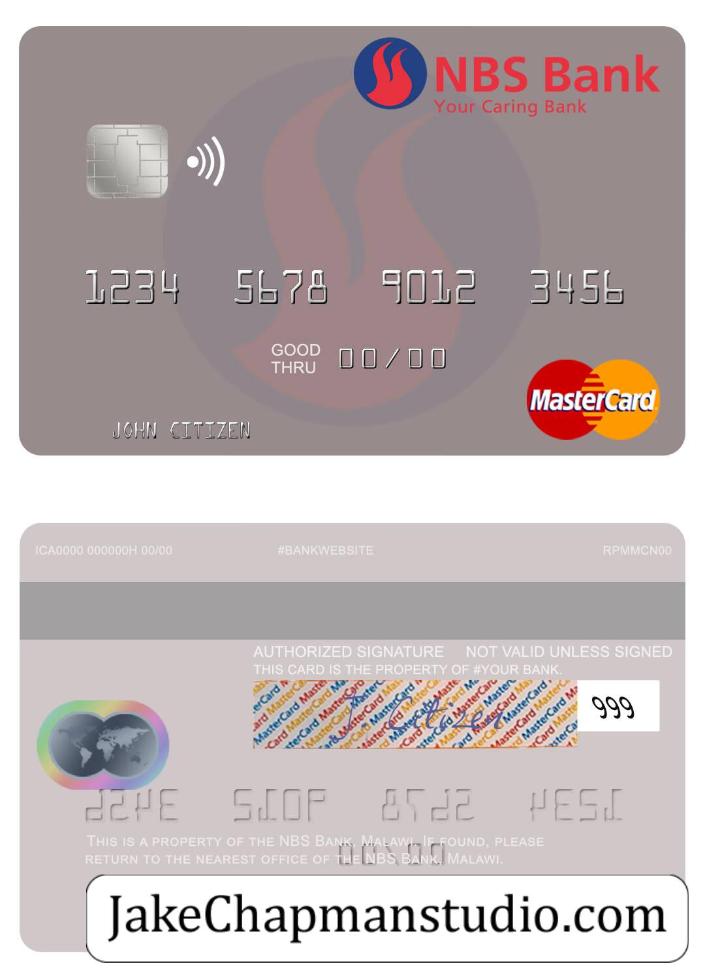 NBS Bank
Your Caring Bank
1234 5678 9012 3456
GOOD THRU 00/00
JOHN CITIZEN
MasterCard
ICA0000 000000H 00/00 #BANKWEBSITE RPMMCN00
AUTHORIZED SIGNATURE NOT VALID UNLESS SIGNED
THIS CARD IS THE PROPERTY OF #YOUR BANK.
J. Citizen 999
THIS IS A PROPERTY OF THE NBS BANK, MALAWI. IF FOUND, PLEASE
RETURN TO THE NEAREST OFFICE OF THE NBS BANK, MALAWI.
JakeChapmanstudio.com